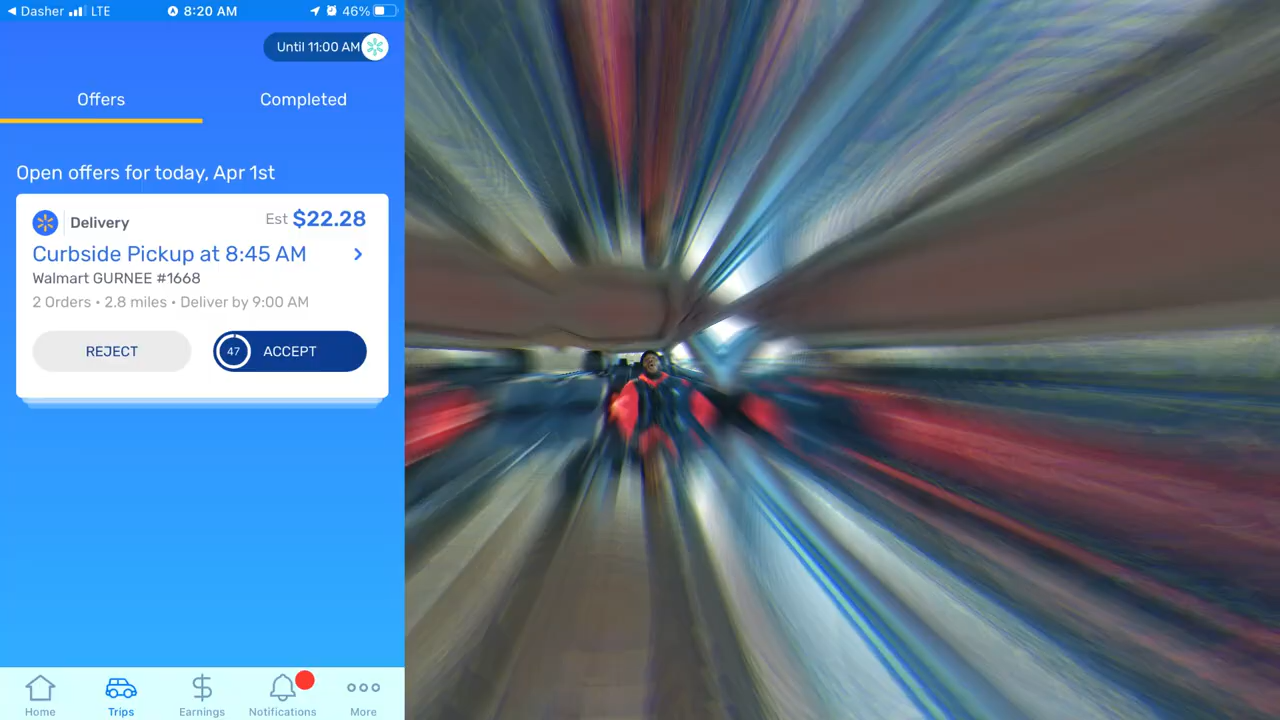 Dasher LTE 8:20 AM 46%
Until 11:00 AM
Offers Completed
Open offers for today, Apr 1st
Delivery Est $22.28
Curbside Pickup at 8:45 AM
Walmart GURNEE #1668
2 Orders • 2.8 miles • Deliver by 9:00 AM
REJECT 47 ACCEPT
Home Trips Earnings Notifications More